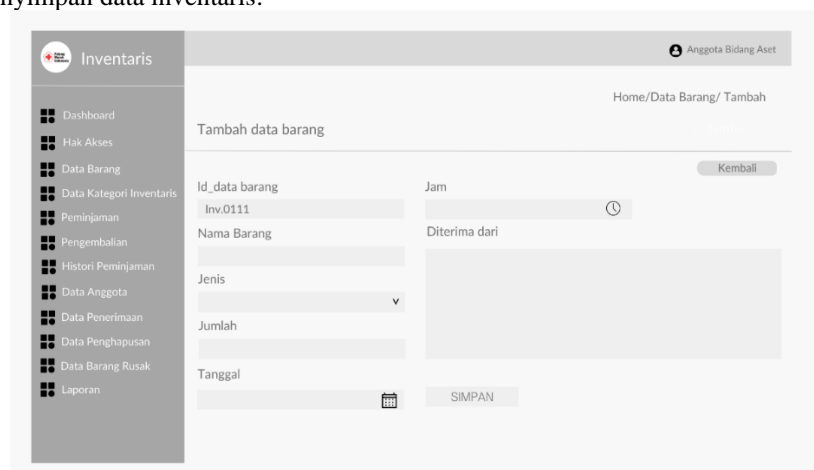 nyimpan data inventaris.
Inventaris
Anggota Bidang Aset
Home/Data Barang/ Tambah
Tambah data barang
Kembali
Dashboard
Hak Akses
Data Barang
Data Kategori Inventaris
Peminjaman
Pengembalian
Histori Peminjaman
Data Anggota
Data Penerimaan
Data Penghapusan
Data Barang Rusak
Laporan
Id_data barang
Inv.0111
Nama Barang
Jenis
Jumlah
Tanggal
Jam
Diterima dari
SIMPAN